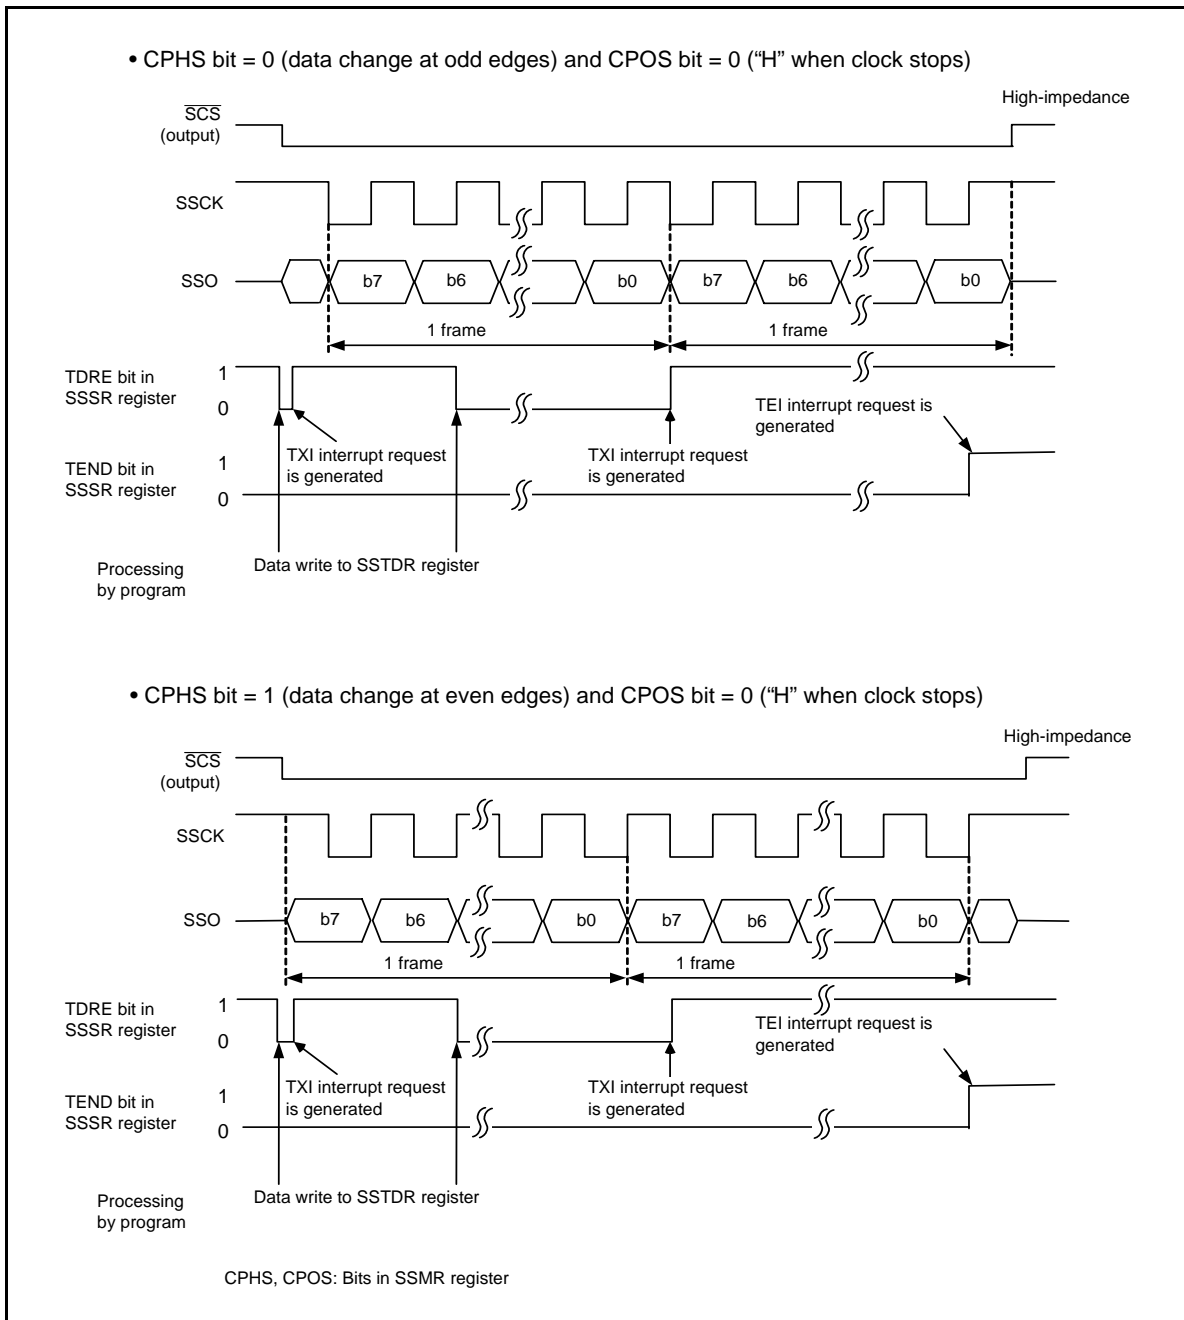 • CPHS bit = 0 (data change at odd edges) and CPOS bit = 0 (“H” when clock stops)
High-impedance
SCS
(output)
SSCK
SSO
b7
b6
b0
b7
b6
b0
1 frame
1 frame
TDRE bit in
SSSR register
1
0
TEI interrupt request is
generated
TXI interrupt request
is generated
TXI interrupt request
is generated
TEND bit in
SSSR register
1
0
Processing
by program
Data write to SSTDR register
• CPHS bit = 1 (data change at even edges) and CPOS bit = 0 (“H” when clock stops)
High-impedance
SCS
(output)
SSCK
SSO
b7
b6
b0
b7
b6
b0
1 frame
1 frame
TDRE bit in
SSSR register
1
0
TEI interrupt request is
generated
TXI interrupt request
is generated
TXI interrupt request
is generated
TEND bit in
SSSR register
1
0
Processing
by program
Data write to SSTDR register
CPHS, CPOS: Bits in SSMR register